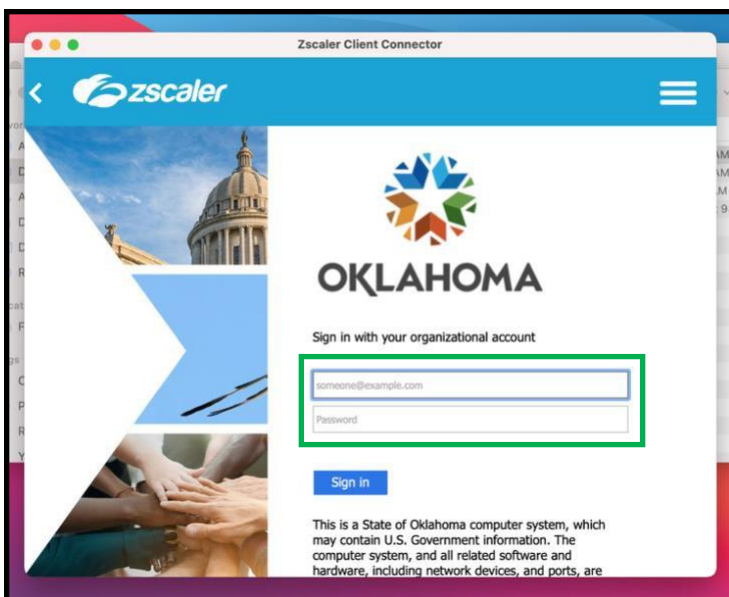 Zscaler Client Connector
zscaler
OKLAHOMA
Sign in with your organizational account
someone@example.com
Password
Sign in
This is a State of Oklahoma computer system, which
may contain U.S. Government information. The
computer system, and all related software and
hardware, including network devices, and ports, are